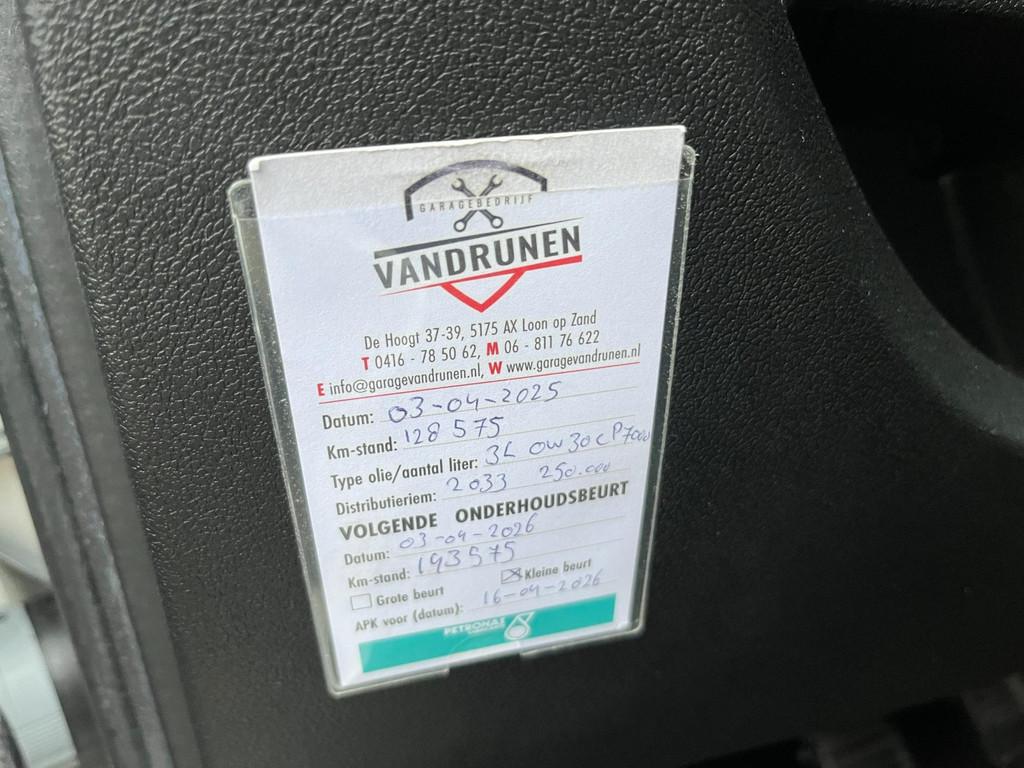 GARAGEBEDRIJF
VANDRUNEN
De Hoogt 37-39, 5175 AX Loon op Zand
T 0416 - 78 50 62, M 06 - 811 76 622
E info@garagevandrunen.nl, W www.garagevandrunen.nl
Datum: 03-04-2025
Km-stand: 128 575
Type olie/aantal liter: 3L 0W30 CP7000
Distributieriem: 2033 250.000
VOLGENDE ONDERHOUDSBEURT
Datum: 03-04-2026
Km-stand: 143575
Grote beurt Kleine beurt
APK voor (datum): 16-04-2026
PETRONAS